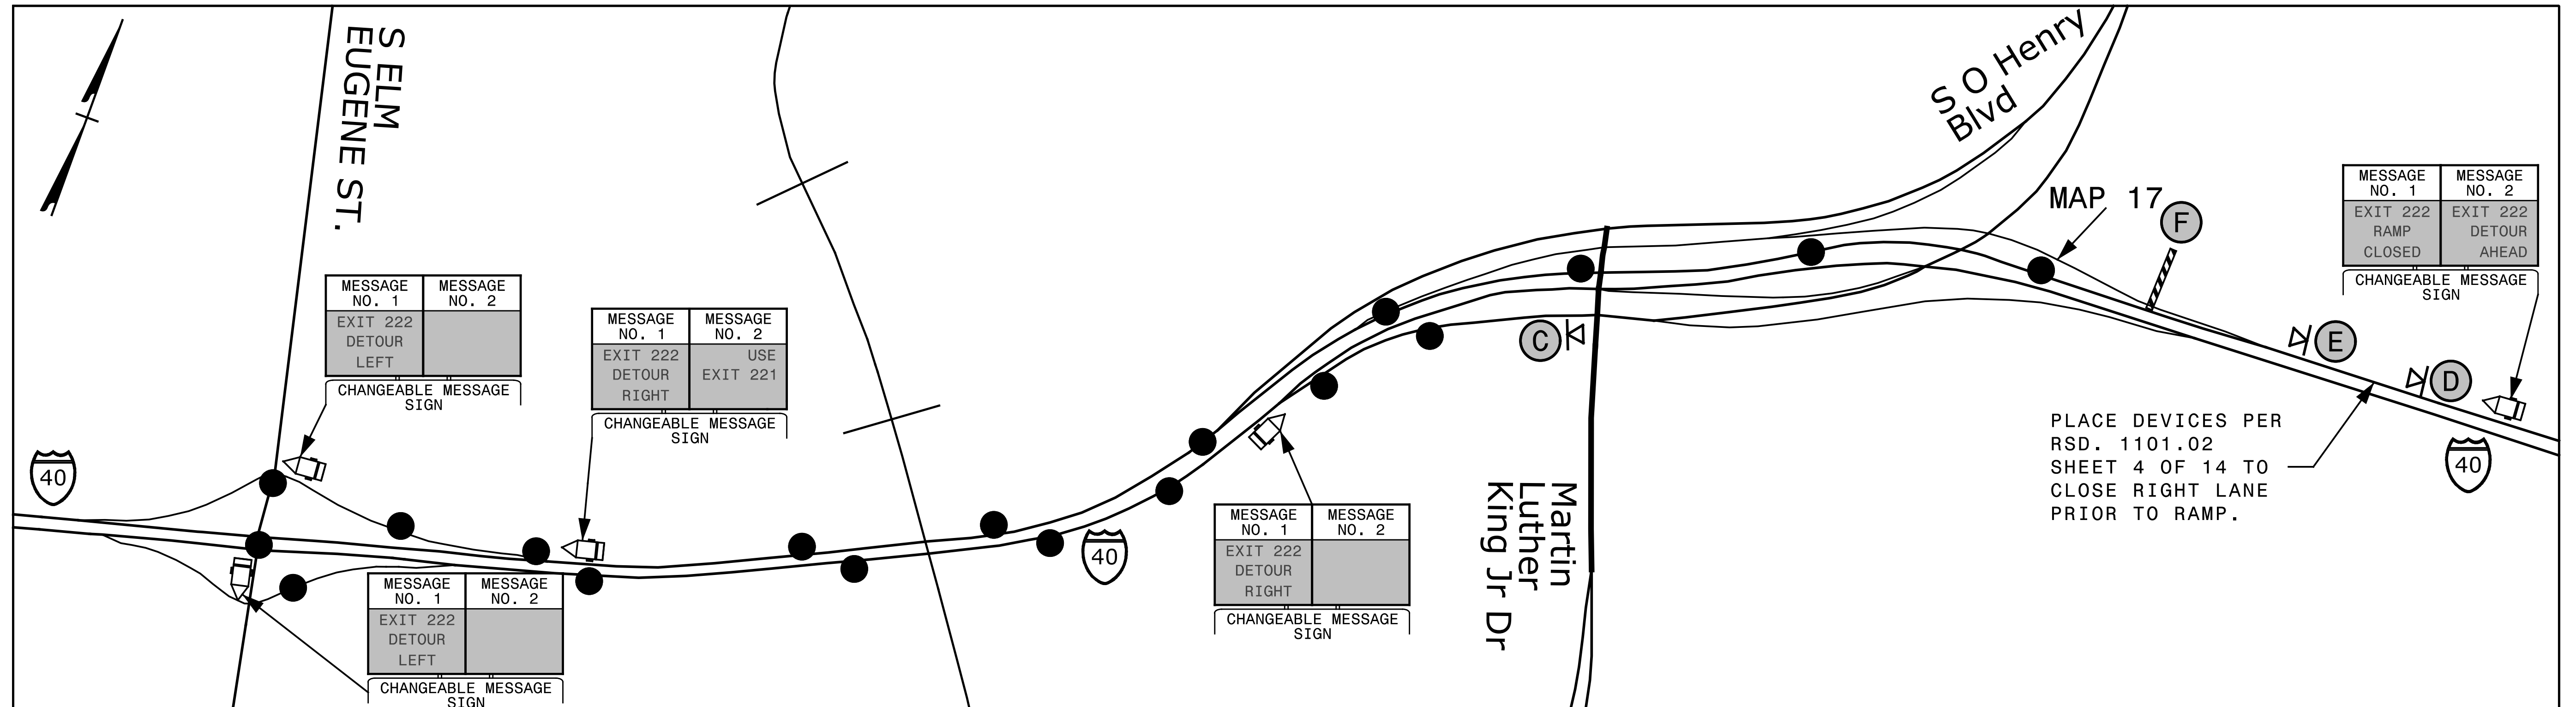 S ELM
EUGENE ST.
S O Henry
Blvd
MAP 17
F
MESSAGE
NO. 1
MESSAGE
NO. 2
EXIT 222
RAMP
CLOSED
EXIT 222
DETOUR
AHEAD
CHANGEABLE MESSAGE
SIGN
MESSAGE
NO. 1
MESSAGE
NO. 2
EXIT 222
DETOUR
LEFT
CHANGEABLE MESSAGE
SIGN
MESSAGE
NO. 1
MESSAGE
NO. 2
EXIT 222
DETOUR
RIGHT
USE
EXIT 221
CHANGEABLE MESSAGE
SIGN
C
E
D
40
PLACE DEVICES PER
RSD. 1101.02
SHEET 4 OF 14 TO
CLOSE RIGHT LANE
PRIOR TO RAMP.
40
40
MESSAGE
NO. 1
MESSAGE
NO. 2
EXIT 222
DETOUR
RIGHT
CHANGEABLE MESSAGE
SIGN
Martin
Luther
King Jr Dr
MESSAGE
NO. 1
MESSAGE
NO. 2
EXIT 222
DETOUR
LEFT
CHANGEABLE MESSAGE
SIGN